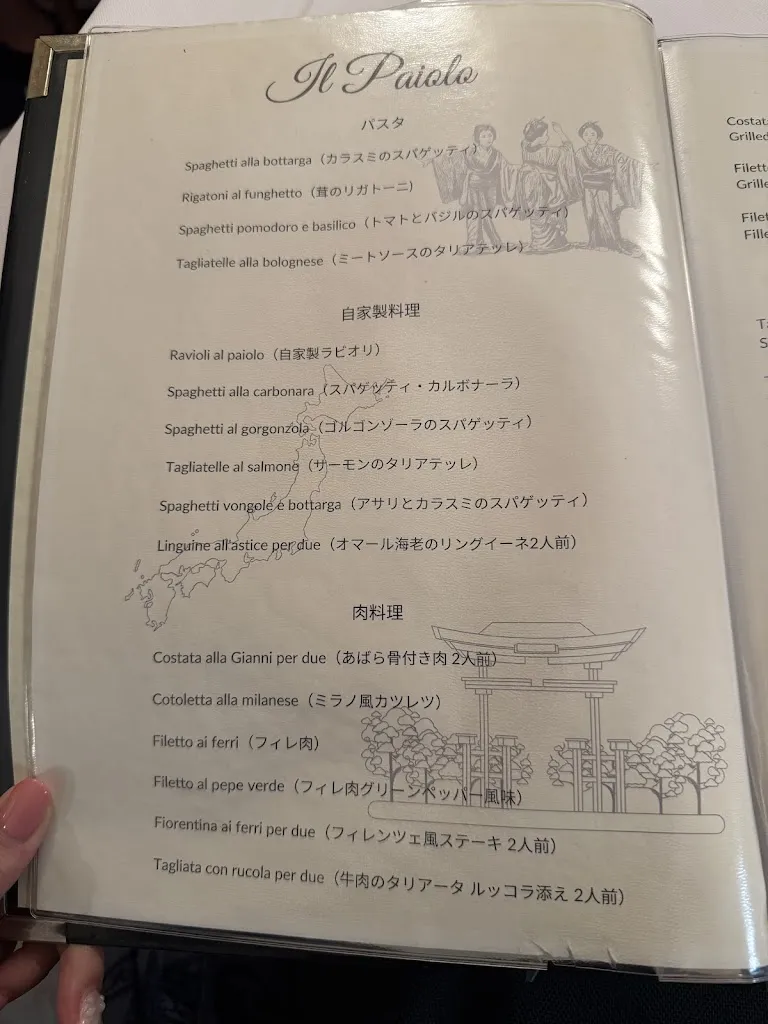 Il Paiolo
パスタ
Spaghetti alla bottarga（カラスミのスパゲッティ）
Rigatoni al funghetto（茸のリガトーニ）
Spaghetti pomodoro e basilico（トマトとバジルのスパゲッティ）
Tagliatelle alla bolognese（ミートソースのタリアテッレ）
自家製料理
Ravioli al paiolo（自家製ラビオリ）
Spaghetti alla carbonara（スパゲッティ・カルボナーラ）
Spaghetti al gorgonzola（ゴルゴンゾーラのスパゲッティ）
Tagliatelle al salmone（サーモンのタリアテッレ）
Spaghetti vongole e bottarga（アサリとカラスミのスパゲッティ）
Linguine all'astice per due（オマール海老のリングイーネ2人前）
肉料理
Costata alla Gianni per due（あばら骨付き肉 2人前）
Cotoletta alla milanese（ミラノ風カツレツ）
Filetto ai ferri（フィレ肉）
Filetto al pepe verde（フィレ肉グリーンペッパー風味）
Fiorentina ai ferri per due（フィレンツェ風ステーキ 2人前）
Tagliata con rucola per due（牛肉のタリアータ ルッコラ添え 2人前）
Costat
Grilled
Filett
Grille
Filet
Fille